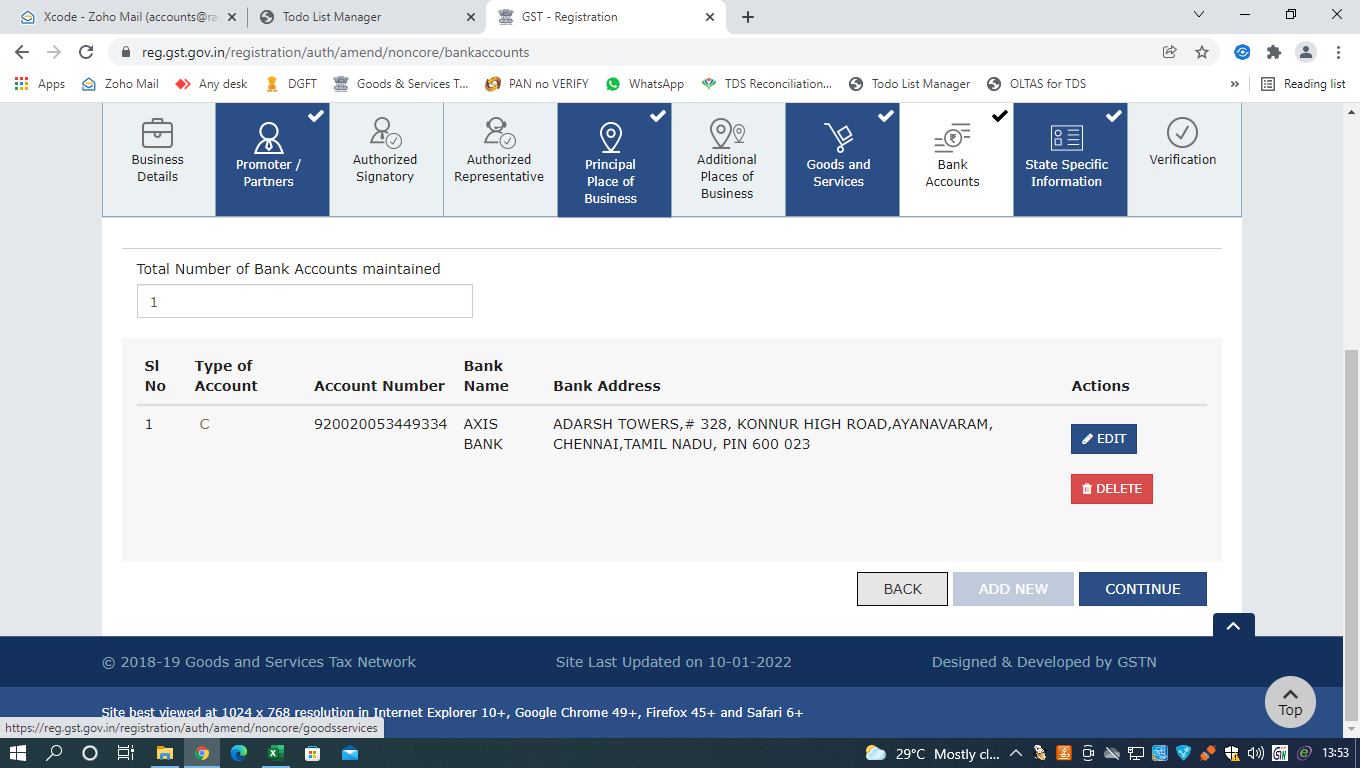 Xcode - Zoho Mail (accounts@ra
Todo List Manager
GST - Registration
reg.gst.gov.in/registration/auth/amend/noncore/bankaccounts
Apps
Zoho Mail
Any desk
DGFT
Goods & Services T...
PAN no VERIFY
WhatsApp
TDS Reconciliation...
Todo List Manager
OLTAS for TDS
»
Reading list
Business
Details
Promoter /
Partners
Authorized
Signatory
Authorized
Representative
Principal
Place of
Business
Additional
Places of
Business
Goods and
Services
Bank
Accounts
State Specific
Information
Verification
Total Number of Bank Accounts maintained
1
Sl
No
Type of
Account
Account Number
Bank
Name
Bank Address
Actions
1
C
920020053449334
AXIS
BANK
ADARSH TOWERS,# 328, KONNUR HIGH ROAD,AYANAVARAM,
CHENNAI,TAMIL NADU, PIN 600 023
EDIT
DELETE
BACK
ADD NEW
CONTINUE
© 2018-19 Goods and Services Tax Network
Site Last Updated on 10-01-2022
Designed & Developed by GSTN
Site best viewed at 1024 x 768 resolution in Internet Explorer 10+, Google Chrome 49+, Firefox 45+ and Safari 6+
Top
https://reg.gst.gov.in/registration/auth/amend/noncore/goodsservices
29°C Mostly cl...
13:53